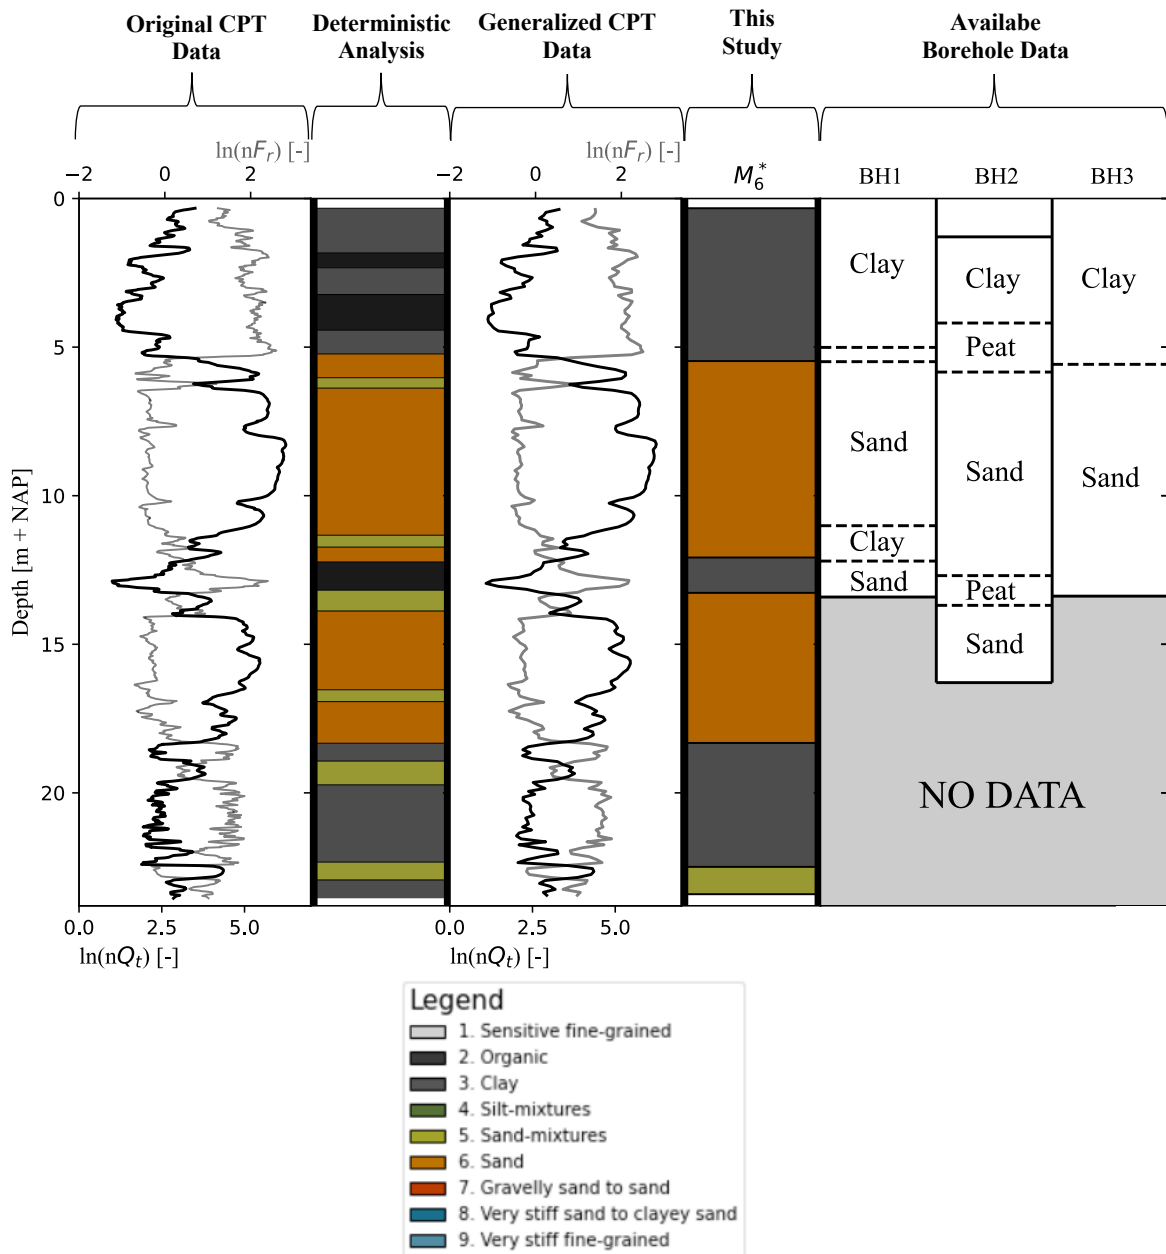 Original CPT
Data
Deterministic
Analysis
Generalized CPT
Data
This
Study
Availabe
Borehole Data
ln(nFr) [-]
ln(nFr) [-]
−2 0 2
−2 0 2
M6*
BH1 BH2 BH3
0
Clay
Clay
Clay
5
Peat
Sand
Sand
Sand
10
Clay
Sand
Peat
15
Sand
20
NO DATA
Depth [m + NAP]
0.0 2.5 5.0
0.0 2.5 5.0
ln(nQt) [-]
ln(nQt) [-]
Legend
1. Sensitive fine-grained
2. Organic
3. Clay
4. Silt-mixtures
5. Sand-mixtures
6. Sand
7. Gravelly sand to sand
8. Very stiff sand to clayey sand
9. Very stiff fine-grained